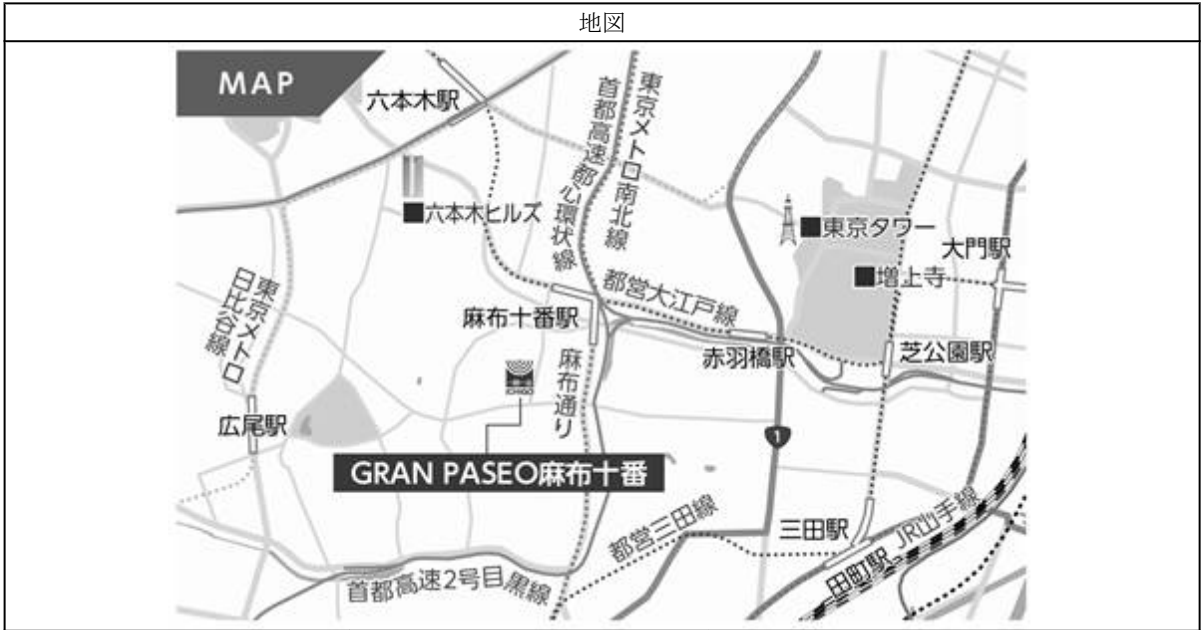 地図
MAP
六本木駅
首都高速都心環状線
東京メトロ南北線
六本木ヒルズ
東京タワー
大門駅
増上寺
東京メトロ
日比谷線
都営大江戸線
麻布十番駅
赤羽橋駅
芝公園駅
ICHIGO
麻布通り
広尾駅
1
GRAN PASEO麻布十番
都営三田線
三田駅
JR山手線
田町駅
首都高速2号目黒線